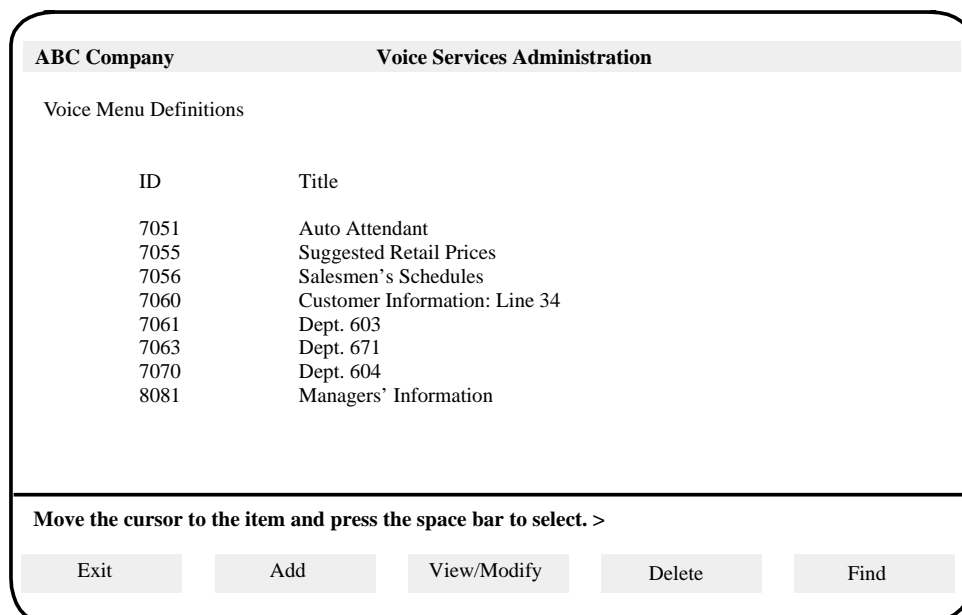 ABC Company Voice Services Administration
Voice Menu Definitions
ID Title
7051 Auto Attendant
7055 Suggested Retail Prices
7056 Salesmen’s Schedules
7060 Customer Information: Line 34
7061 Dept. 603
7063 Dept. 671
7070 Dept. 604
8081 Managers’ Information
Move the cursor to the item and press the space bar to select. >
Exit Add View/Modify Delete Find